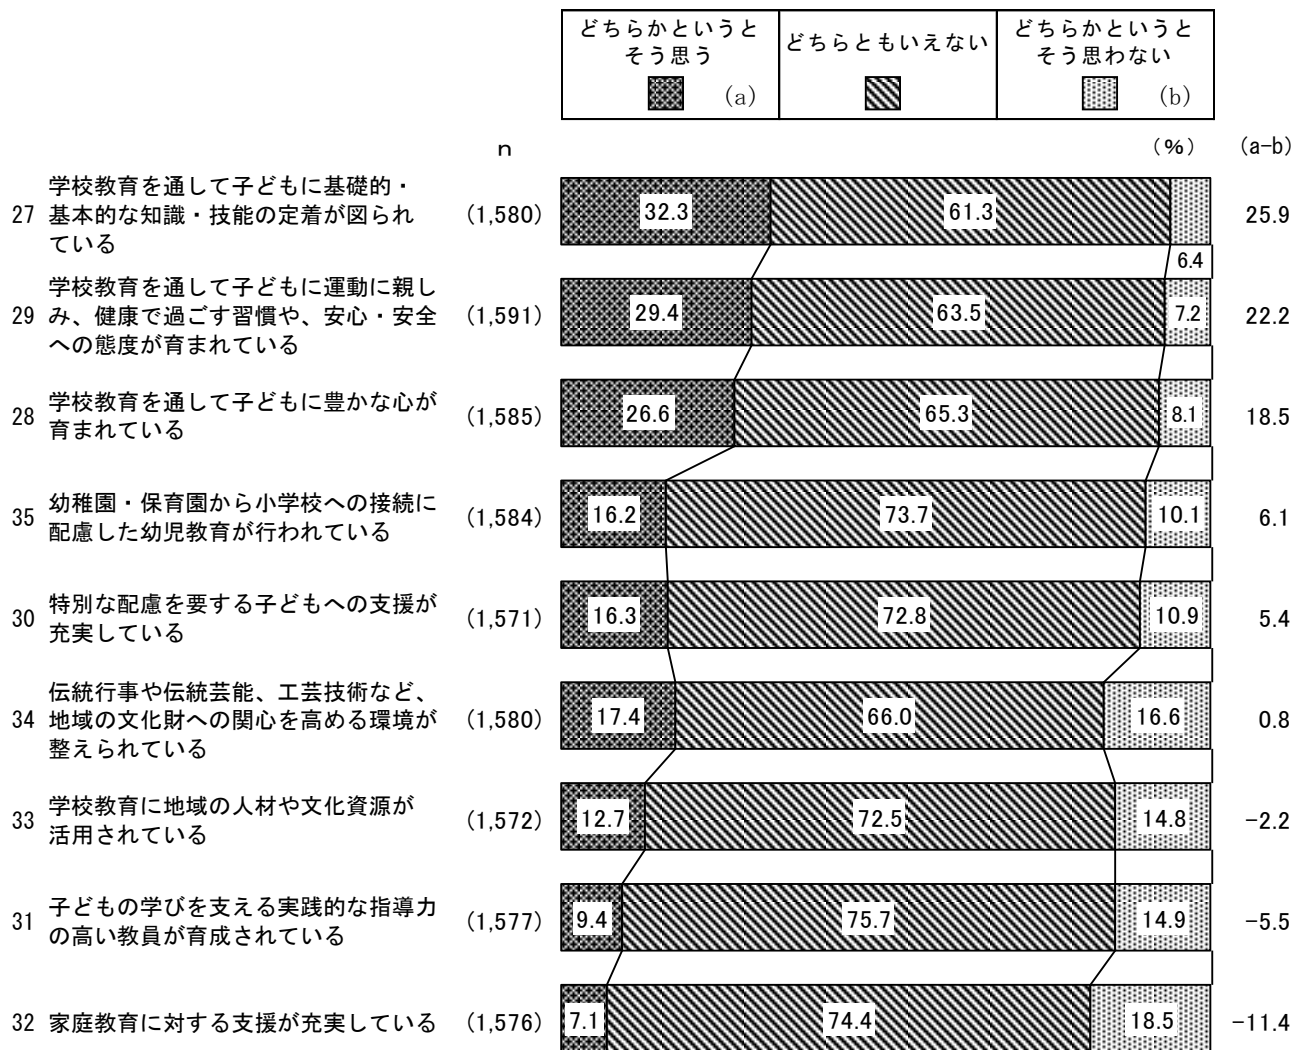 どちらかというと
そう思う
(a)
どちらともいえない
どちらかというと
そう思わない
(b)
n
(%)
(a-b)
27 学校教育を通して子どもに基礎的・
基本的な知識・技能の定着が図られ
ている
(1,580) 32.3 61.3 6.4 25.9
29 学校教育を通して子どもに運動に親し
み、健康で過ごす習慣や、安心・安全
への態度が育まれている
(1,591) 29.4 63.5 7.2 22.2
28 学校教育を通して子どもに豊かな心が
育まれている
(1,585) 26.6 65.3 8.1 18.5
35 幼稚園・保育園から小学校への接続に
配慮した幼児教育が行われている
(1,584) 16.2 73.7 10.1 6.1
30 特別な配慮を要する子どもへの支援が
充実している
(1,571) 16.3 72.8 10.9 5.4
34 伝統行事や伝統芸能、工芸技術など、
地域の文化財への関心を高める環境が
整えられている
(1,580) 17.4 66.0 16.6 0.8
33 学校教育に地域の人材や文化資源が
活用されている
(1,572) 12.7 72.5 14.8 -2.2
31 子どもの学びを支える実践的な指導力
の高い教員が育成されている
(1,577) 9.4 75.7 14.9 -5.5
32 家庭教育に対する支援が充実している (1,576) 7.1 74.4 18.5 -11.4